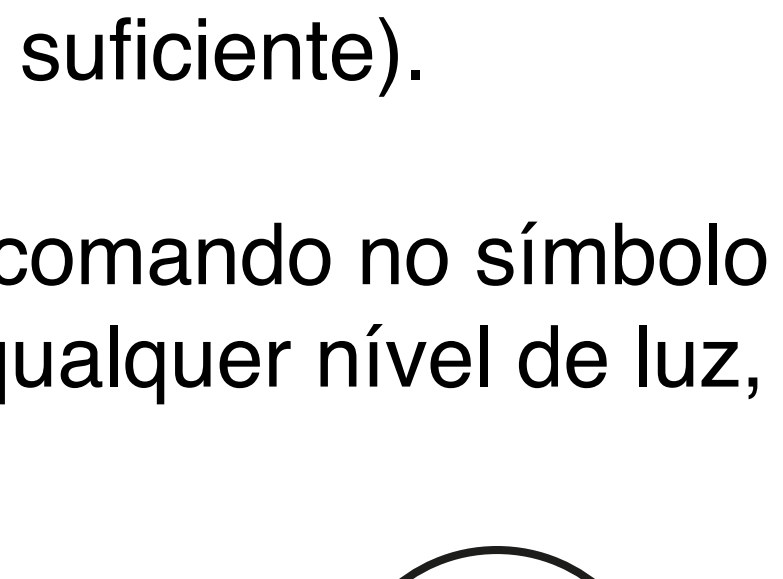 suficiente).
comando no símbolo
qualquer nível de luz,